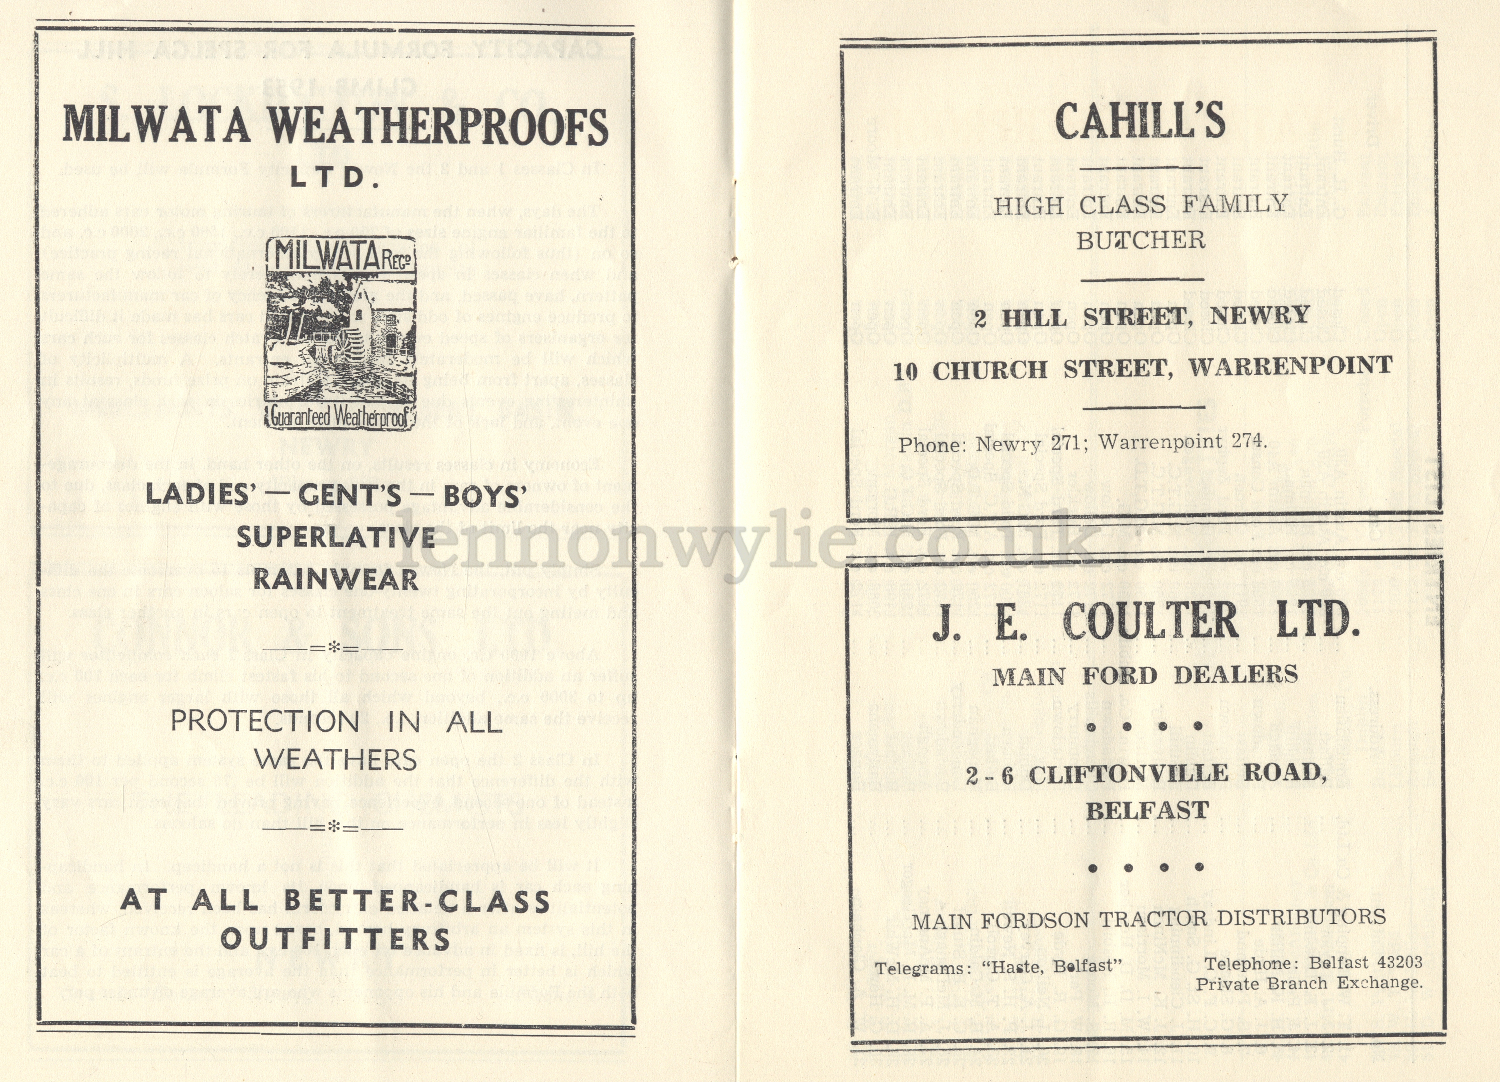 MILWATA WEATHERPROOFS
LTD.
MILWATA REGD
Guaranteed Weatherproof
LADIES' — GENT'S — BOYS'
SUPERLATIVE
RAINWEAR
——=*=——
PROTECTION IN ALL
WEATHERS
——=*=——
AT ALL BETTER-CLASS
OUTFITTERS
CAHILL'S
HIGH CLASS FAMILY
BUTCHER
2 HILL STREET, NEWRY
10 CHURCH STREET, WARRENPOINT
Phone: Newry 271; Warrenpoint 274.
lennonwylie.co.uk
J. E. COULTER LTD.
MAIN FORD DEALERS
• • • •
2 - 6 CLIFTONVILLE ROAD,
BELFAST
• • • •
MAIN FORDSON TRACTOR DISTRIBUTORS
Telegrams: "Haste, Belfast"
Telephone: Belfast 43203
Private Branch Exchange.